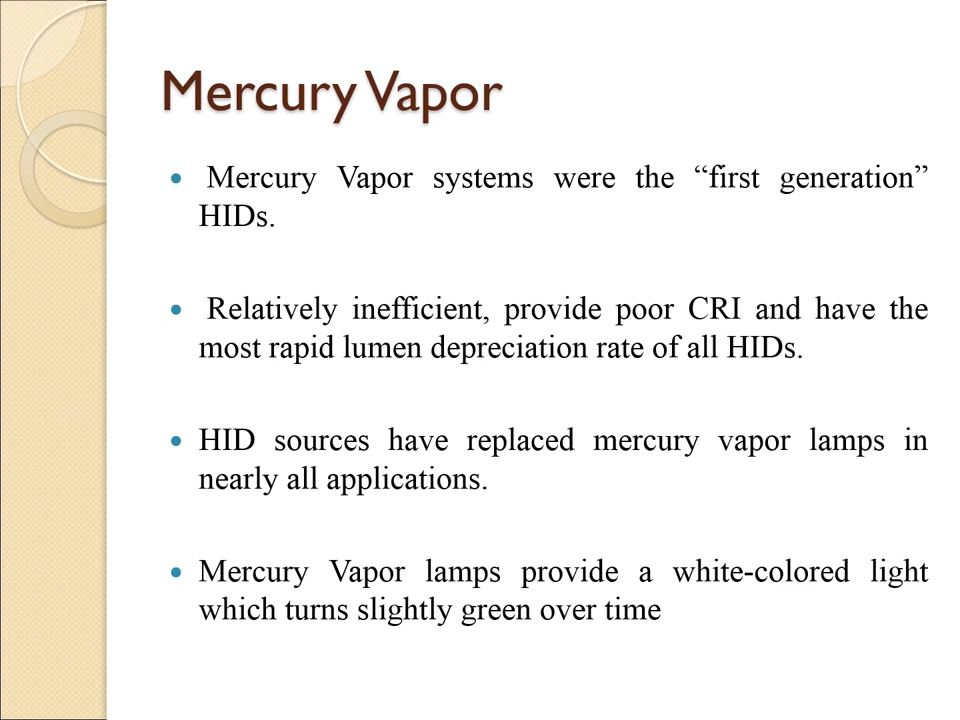 Mercury Vapor
• Mercury Vapor systems were the “first generation”
HIDs.
• Relatively inefficient, provide poor CRI and have the
most rapid lumen depreciation rate of all HIDs.
• HID sources have replaced mercury vapor lamps in
nearly all applications.
• Mercury Vapor lamps provide a white-colored light
which turns slightly green over time